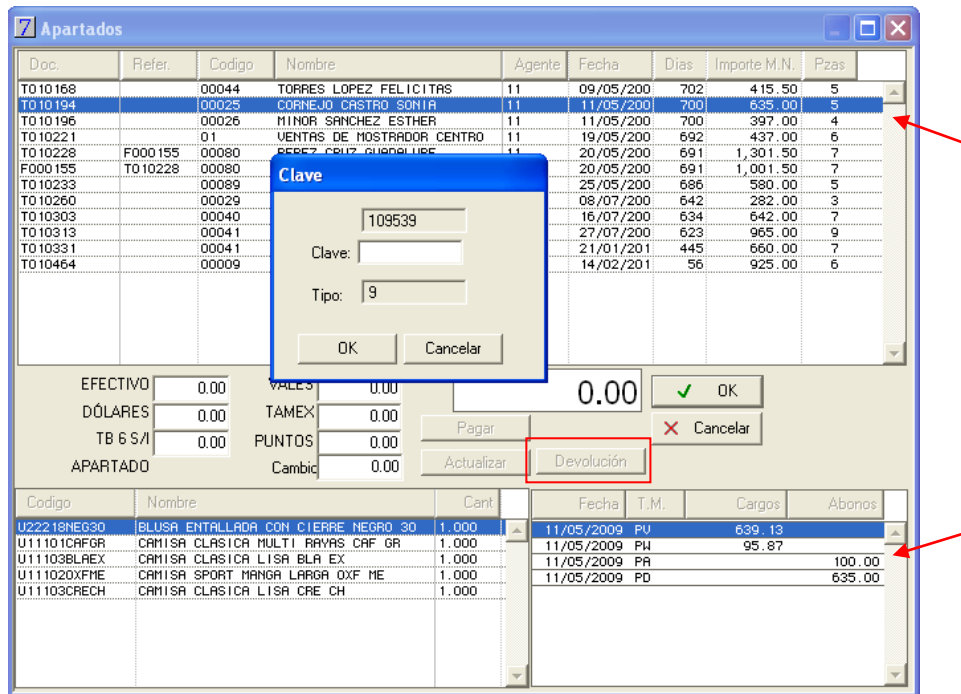 7 Apartados
Doc. Refer. Codigo Nombre Agente Fecha Dias Importe M.N. Pzas
T010168 00044 TORRES LOPEZ FELICITAS 11 09/05/200 702 415.50 5
T010194 00025 CORNEJO CASTRO SONIA 11 11/05/200 700 635.00 5
T010196 00026 MINOR SANCHEZ ESTHER 11 11/05/200 700 397.00 4
T010221 01 VENTAS DE MOSTRADOR CENTRO 11 19/05/200 692 437.00 6
T010228 F000155 00080 PEREZ CRUZ GUADALUPE 11 20/05/200 691 1,301.50 7
F000155 T010228 00080 20/05/200 691 1,001.50 7
T010233 00089 25/05/200 686 580.00 5
T010260 00029 08/07/200 642 282.00 3
T010303 00040 16/07/200 634 642.00 7
T010313 00041 27/07/200 623 965.00 9
T010331 00041 21/01/201 445 660.00 7
T010464 00009 14/02/201 56 925.00 6
Clave
109539
Clave:
Tipo: 9
OK Cancelar
EFECTIVO 0.00 VALES 0.00 0.00 OK
DÓLARES 0.00 TAMEX 0.00 Pagar Cancelar
TB 6 S/I 0.00 PUNTOS 0.00
APARTADO Cambio 0.00 Actualizar Devolución
Codigo Nombre Cant
U22218NEG30 BLUSA ENTALLADA CON CIERRE NEGRO 30 1.000
U11101CAFGR CAMISA CLASICA MULTI RAYAS CAF GR 1.000
U11103BLAEX CAMISA CLASICA LISA BLA EX 1.000
U111020XFME CAMISA SPORT MANGA LARGA OXF ME 1.000
U11103CRECH CAMISA CLASICA LISA CRE CH 1.000
Fecha T.M. Cargos Abonos
11/05/2009 PV 639.13
11/05/2009 PW 95.87
11/05/2009 PA 100.00
11/05/2009 PD 635.00